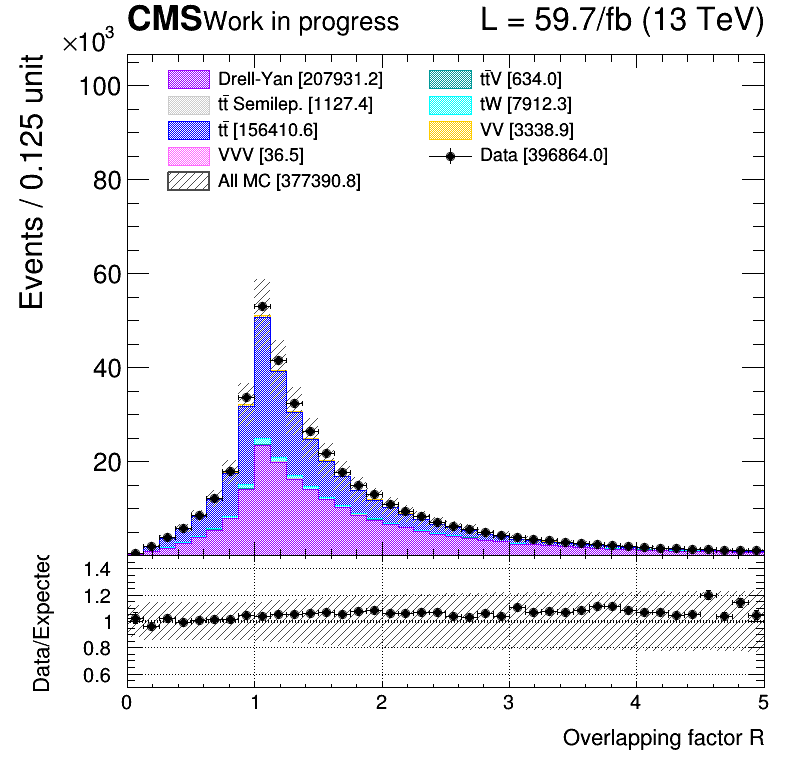 CMS Work in progress L = 59.7/fb (13 TeV)
×10³
Events / 0.125 unit
100
80
60
40
20
Drell-Yan [207931.2]
tt̄ Semilep. [1127.4]
tt̄ [156410.6]
VVV [36.5]
All MC [377390.8]
tt̄V [634.0]
tW [7912.3]
VV [3338.9]
Data [396864.0]
Data/Expected
1.4
1.2
1
0.8
0.6
0 1 2 3 4 5
Overlapping factor R